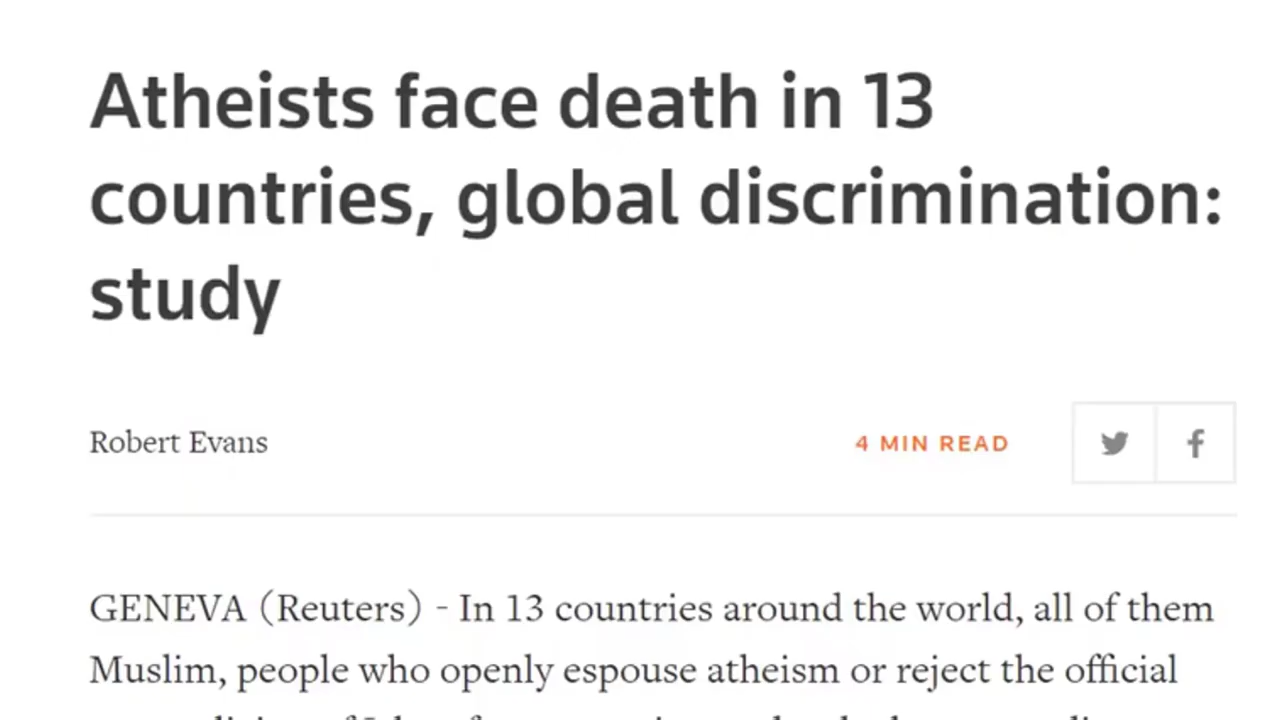 Atheists face death in 13
countries, global discrimination:
study
Robert Evans
4 MIN READ
GENEVA (Reuters) - In 13 countries around the world, all of them
Muslim, people who openly espouse atheism or reject the official